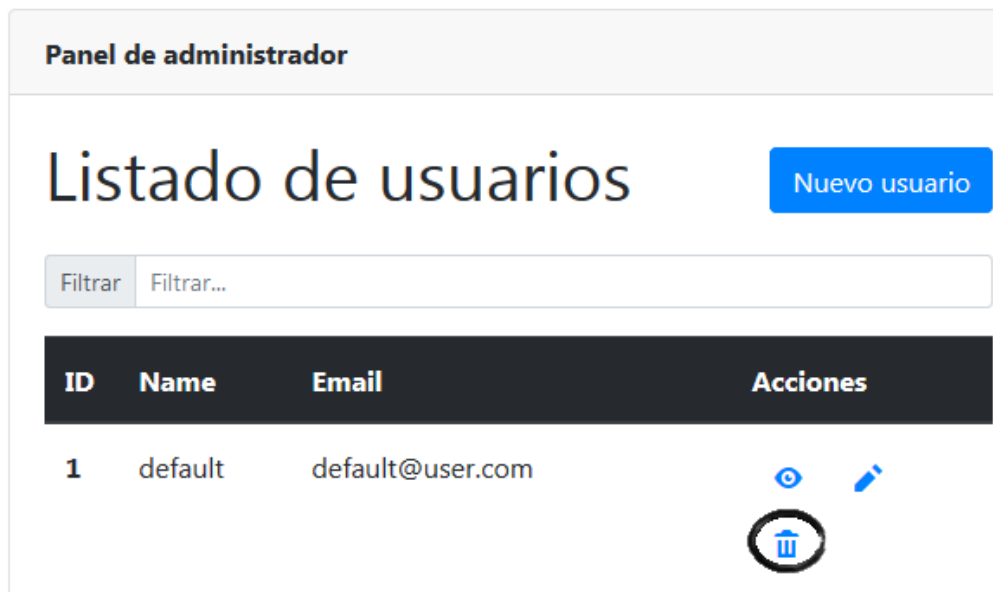 Panel de administrador
Listado de usuarios
Nuevo usuario
Filtrar Filtrar...
ID Name Email Acciones
1 default default@user.com